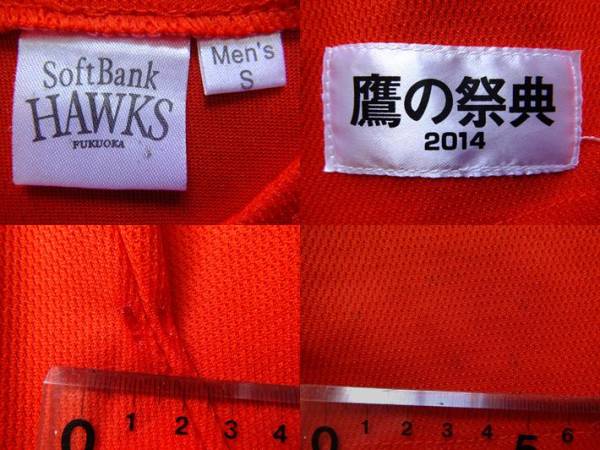 SoftBank
HAWKS
FUKUOKA
Men's
S
鷹の祭典
2014
0 1 2 3 4
0 1 2 3 4 5 6